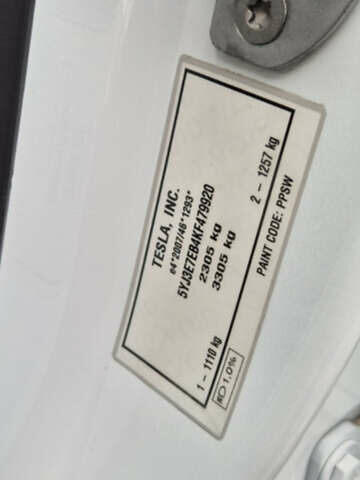 TESLA, INC.
e4*2007/46*1293*
5YJ3E7EB4KF479920
2305 kg
3305 kg
1 - 1110 kg
2 - 1257 kg
1.0%
PAINT CODE: PPSW